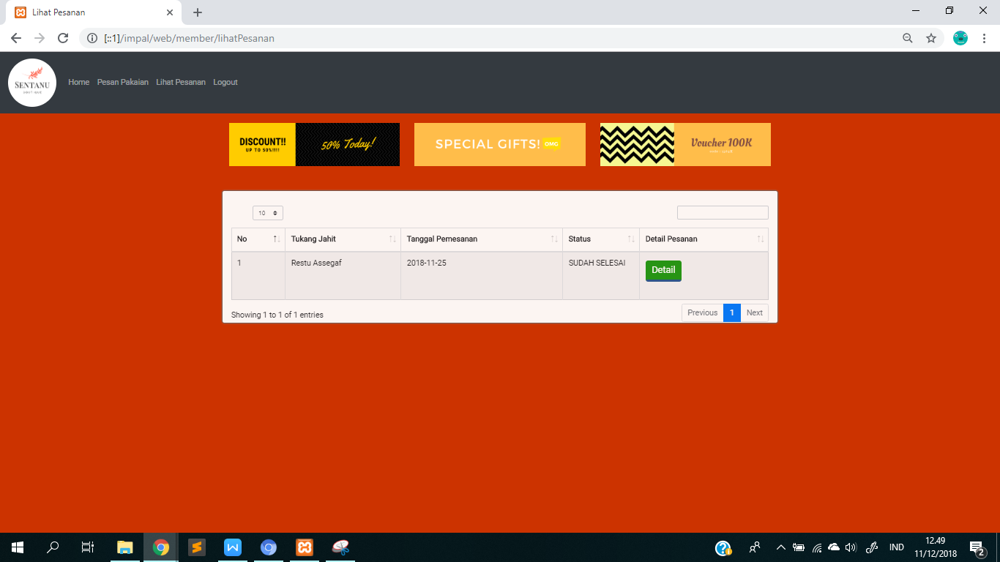 Lihat Pesanan
[::1]/impal/web/member/lihatPesanan
SENTANU
Home Pesan Pakaian Lihat Pesanan Logout
DISCOUNT!!
UP TO 50%!!!!
50% Today!
SPECIAL GIFTS! OMG
Voucher 100K
10
No Tukang Jahit Tanggal Pemesanan Status Detail Pesanan
1 Restu Assegaf 2018-11-25 SUDAH SELESAI Detail
Showing 1 to 1 of 1 entries
Previous 1 Next
IND
12.49
11/12/2018
2